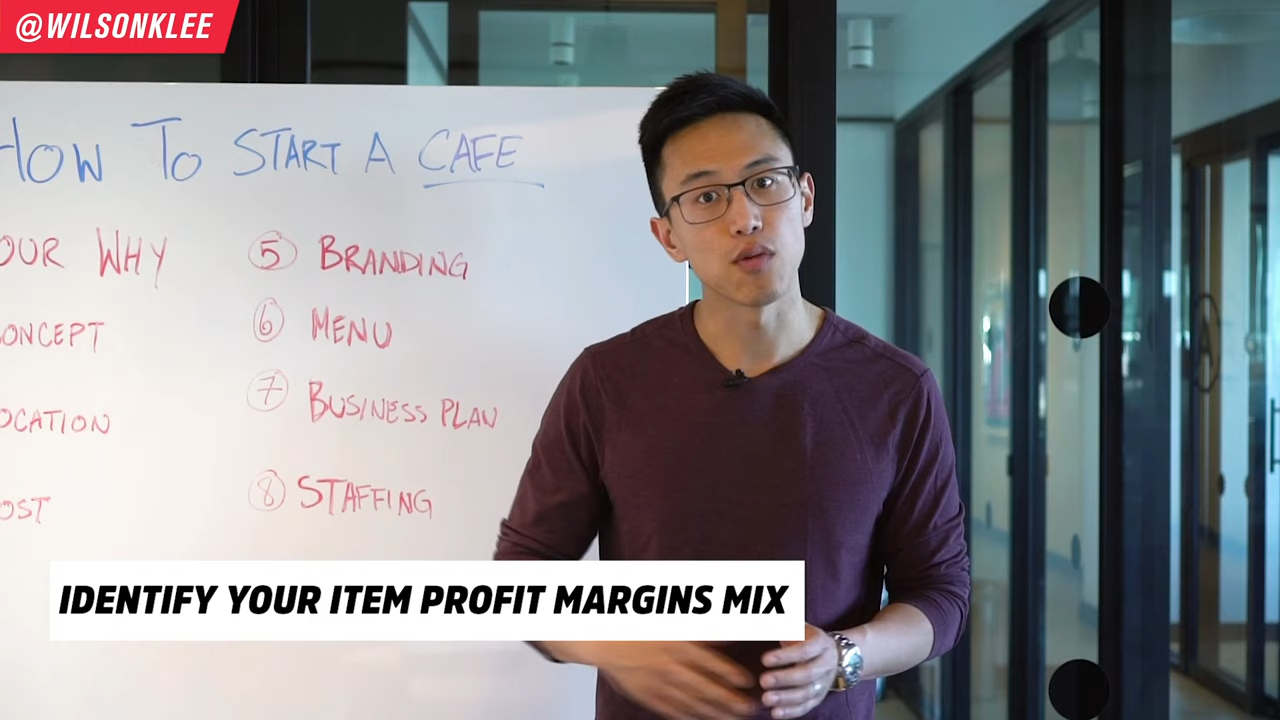 @WILSONKLEE
HOW TO START A CAFE
OUR WHY
ONCEPT
OCATION
OST
5 BRANDING
6 MENU
7 BUSINESS PLAN
8 STAFFING
IDENTIFY YOUR ITEM PROFIT MARGINS MIX